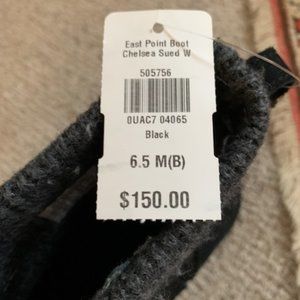 East Point Boot
Chelsea Sued W
505756
0UAC7 04065
Black
6.5 M(B)
$150.00